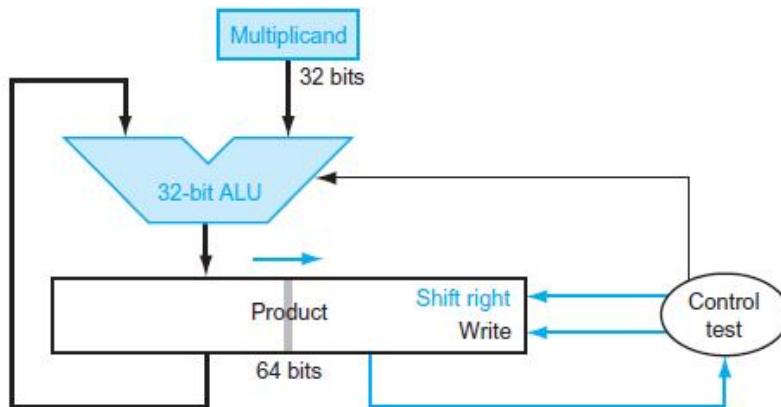 Multiplicand
32 bits
32-bit ALU
Product
Shift right
Write
Control
test
64 bits